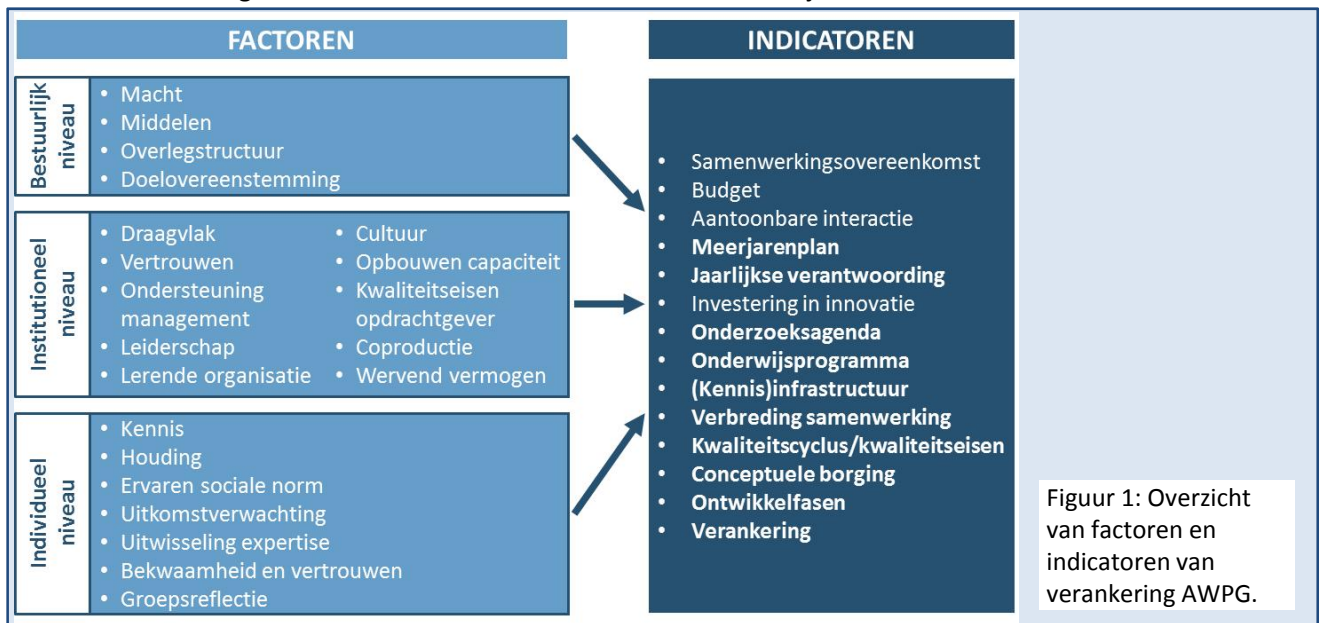 FACTOREN
INDICATOREN
Bestuurlijk
niveau
• Macht
• Middelen
• Overlegstructuur
• Doelovereenstemming
Institutioneel
niveau
• Draagvlak
• Vertrouwen
• Ondersteuning
management
• Leiderschap
• Lerende organisatie
• Cultuur
• Opbouwen capaciteit
• Kwaliteitseisen
opdrachtgever
• Coproductie
• Wervend vermogen
Individueel
niveau
• Kennis
• Houding
• Ervaren sociale norm
• Uitkomstverwachting
• Uitwisseling expertise
• Bekwaamheid en vertrouwen
• Groepsreflectie
• Samenwerkingsovereenkomst
• Budget
• Aantoonbare interactie
• Meerjarenplan
• Jaarlijkse verantwoording
• Investering in innovatie
• Onderzoeksagenda
• Onderwijsprogramma
• (Kennis)infrastructuur
• Verbreding samenwerking
• Kwaliteitscyclus/kwaliteitseisen
• Conceptuele borging
• Ontwikkelfasen
• Verankering
Figuur 1: Overzicht
van factoren en
indicatoren van
verankering AWPG.